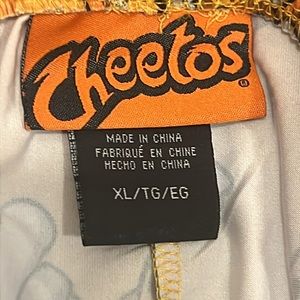 Cheetos
MADE IN CHINA
FABRIQUÉ EN CHINE
HECHO EN CHINA
XL/TG/EG